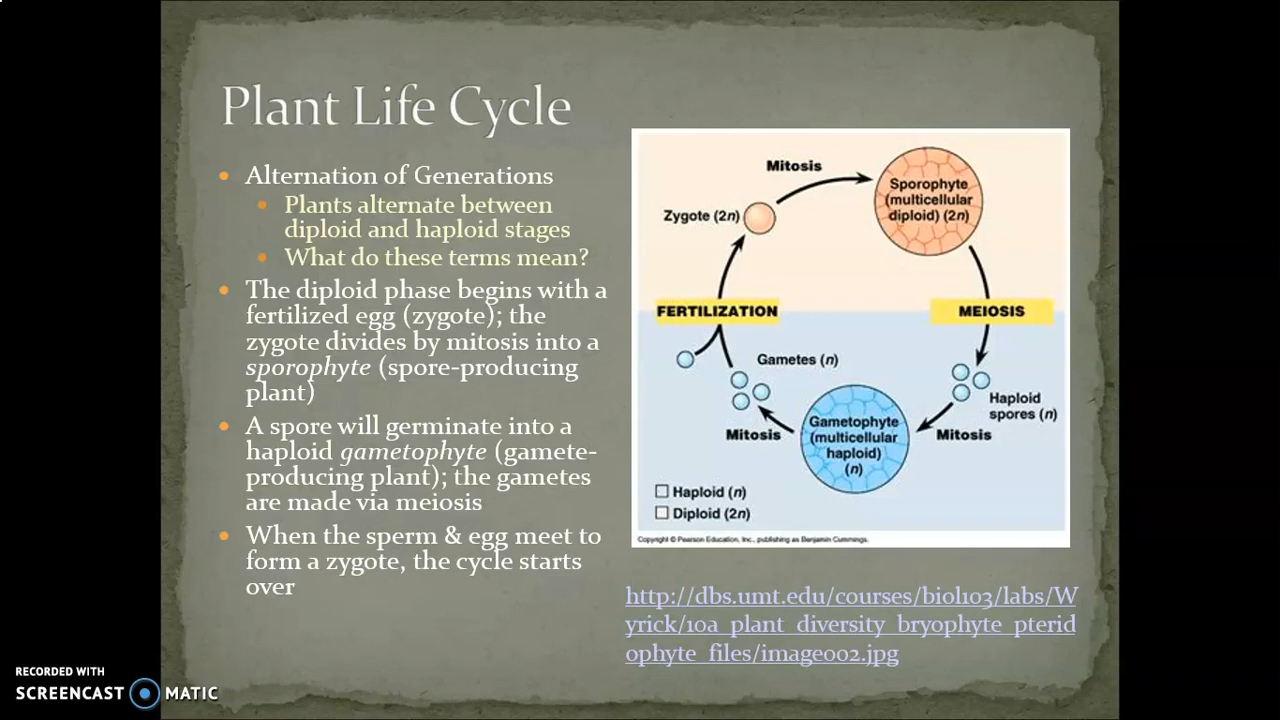 Plant Life Cycle
Alternation of Generations
Plants alternate between
diploid and haploid stages
What do these terms mean?
The diploid phase begins with a
fertilized egg (zygote); the
zygote divides by mitosis into a
sporophyte (spore-producing
plant)
A spore will germinate into a
haploid gametophyte (gamete-
producing plant); the gametes
are made via meiosis
When the sperm & egg meet to
form a zygote, the cycle starts
over
Mitosis
Zygote (2n)
Sporophyte
(multicellular
diploid) (2n)
FERTILIZATION
MEIOSIS
Gametes (n)
Haploid
spores (n)
Mitosis
Gametophyte
(multicellular
haploid)
(n)
Mitosis
Haploid (n)
Diploid (2n)
Copyright © Pearson Education, Inc., publishing as Benjamin Cummings.
http://dbs.umt.edu/courses/biol103/labs/W
yrick/10a_plant_diversity_bryophyte_pterid
ophyte_files/image002.jpg
RECORDED WITH
SCREENCAST MATIC